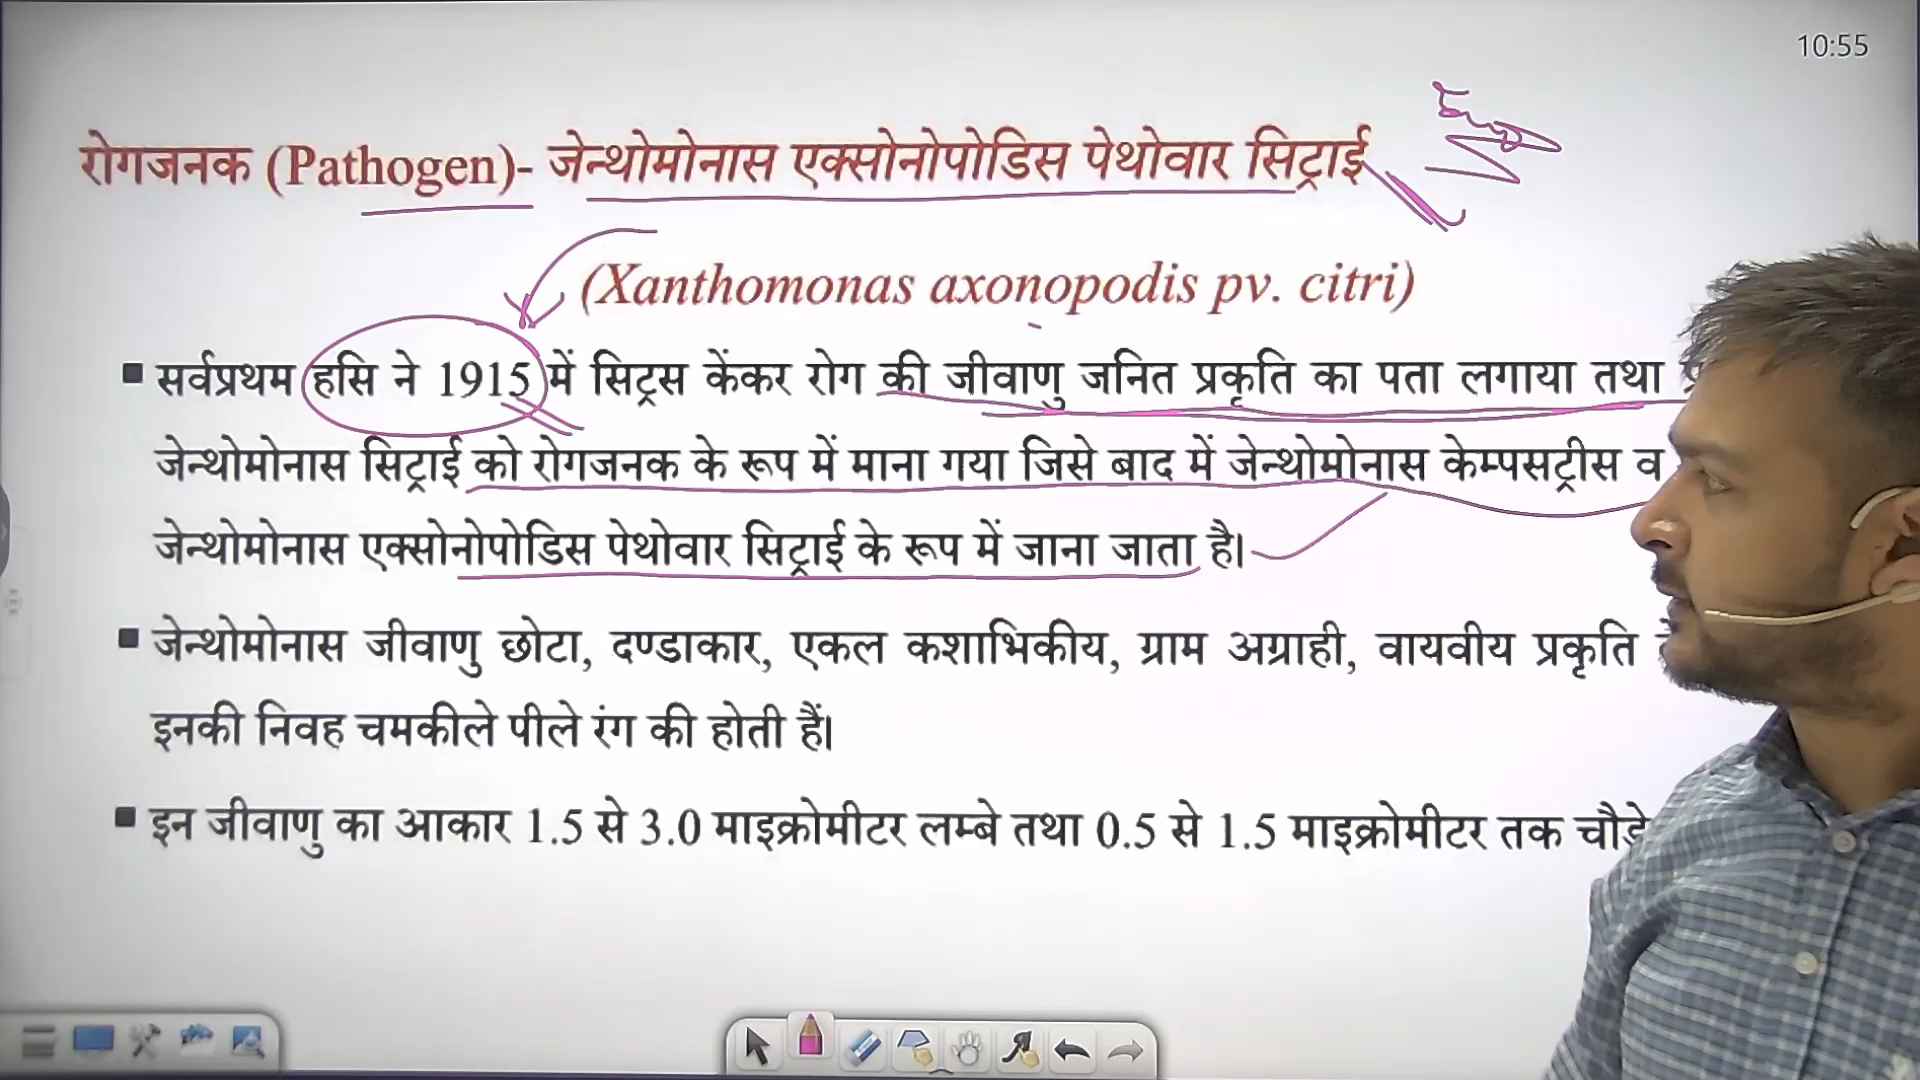 10:55
रोगजनक (Pathogen)- जेन्थोमोनास एक्सोनोपोडिस पेथोवार सिट्राई
(Xanthomonas axonopodis pv. citri)
▪ सर्वप्रथम हसि ने 1915 में सिट्रस केंकर रोग की जीवाणु जनित प्रकृति का पता लगाया तथा
जेन्थोमोनास सिट्राई को रोगजनक के रूप में माना गया जिसे बाद में जेन्थोमोनास केम्पसट्रीस व
जेन्थोमोनास एक्सोनोपोडिस पेथोवार सिट्राई के रूप में जाना जाता है।
▪ जेन्थोमोनास जीवाणु छोटा, दण्डाकार, एकल कशाभिकीय, ग्राम अग्राही, वायवीय प्रकृति
इनकी निवह चमकीले पीले रंग की होती हैं।
▪ इन जीवाणु का आकार 1.5 से 3.0 माइक्रोमीटर लम्बे तथा 0.5 से 1.5 माइक्रोमीटर तक चौड़े